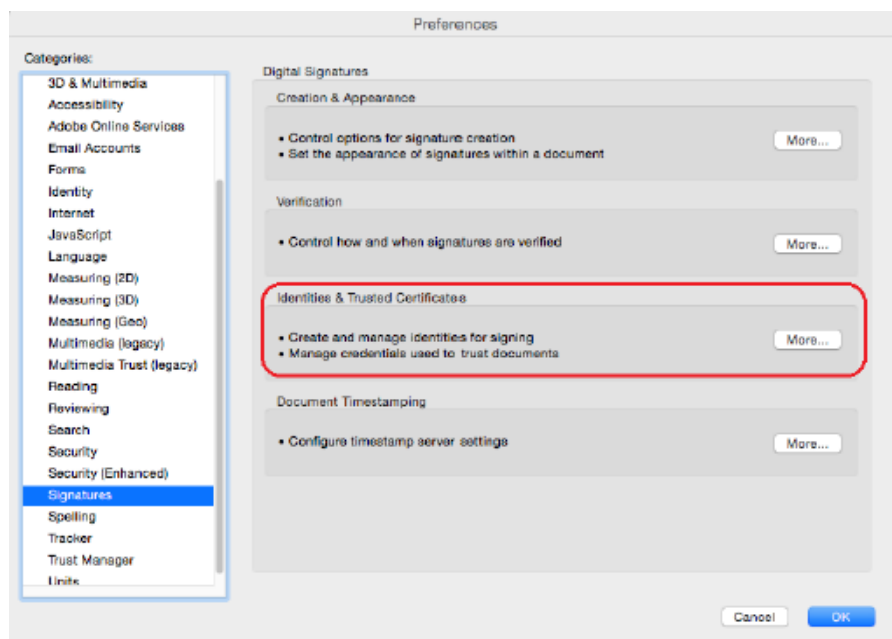 Preferences
Categories:
3D & Multimedia
Accessibility
Adobe Online Services
Email Accounts
Forms
Identity
Internet
JavaScript
Language
Measuring (2D)
Measuring (3D)
Measuring (Geo)
Multimedia (legacy)
Multimedia Trust (legacy)
Reading
Reviewing
Search
Security
Security (Enhanced)
Signatures
Spelling
Tracker
Trust Manager
Units
Digital Signatures
Creation & Appearance
• Control options for signature creation
• Set the appearance of signatures within a document
More...
Verification
• Control how and when signatures are verified
More...
Identities & Trusted Certificates
• Create and manage identities for signing
• Manage credentials used to trust documents
More...
Document Timestamping
• Configure timestamp server settings
More...
Cancel
OK